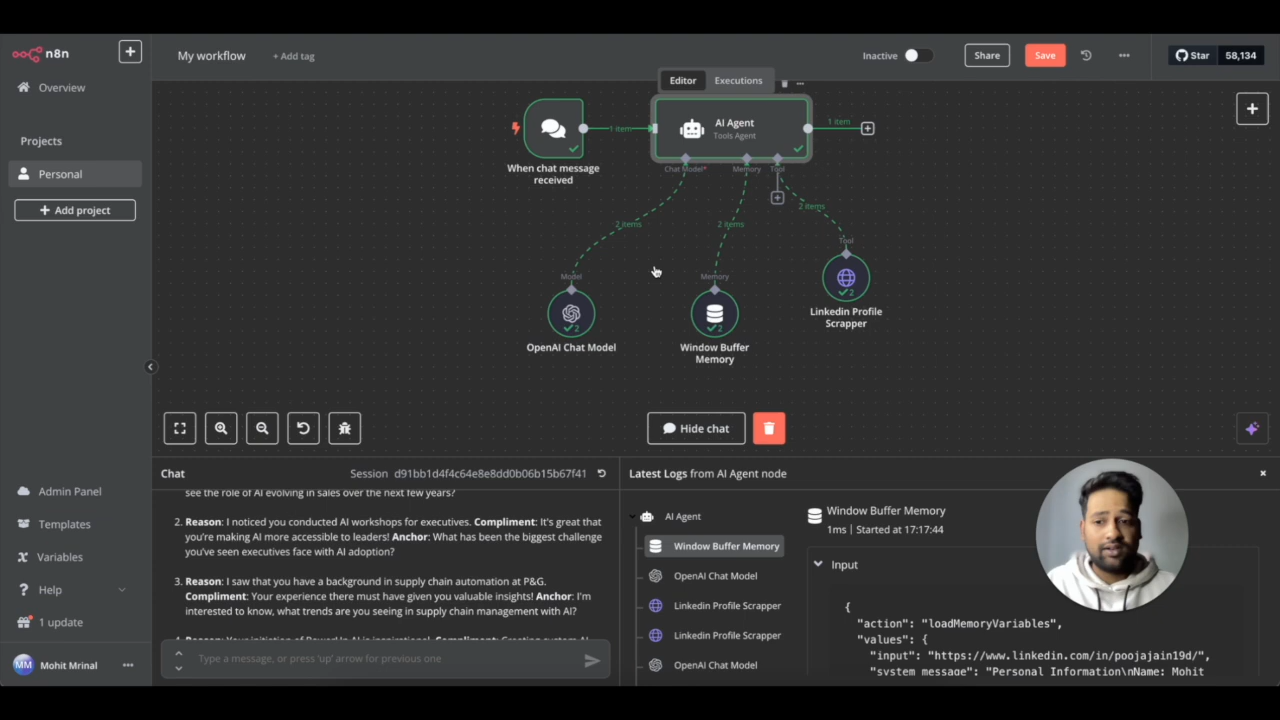 n8n
+
My workflow
+ Add tag
Inactive
Share
Save
Star
58,134
Overview
Projects
Personal
+ Add project
Editor
Executions
1 item
AI Agent
Tools Agent
1 item
When chat message
received
Chat Model*
Memory
Tool
2 items
2 items
2 items
Tool
Model
Memory
2
2
2
Linkedin Profile
Scrapper
OpenAI Chat Model
Window Buffer
Memory
Hide chat
Chat
Session d91bb1d4f4c64e8e8dd0b06b15b67f41
see the role of AI evolving in sales over the next few years?
2. Reason: I noticed you conducted AI workshops for executives. Compliment: It's great that
you're making AI more accessible to leaders! Anchor: What has been the biggest challenge
you've seen executives face with AI adoption?
3. Reason: I saw that you have a background in supply chain automation at P&G.
Compliment: Your experience there must have given you valuable insights! Anchor: I'm
interested to know, what trends are you seeing in supply chain management with AI?
Type a message, or press 'up' arrow for previous one
Latest Logs from AI Agent node
AI Agent
Window Buffer Memory
OpenAI Chat Model
Linkedin Profile Scrapper
Linkedin Profile Scrapper
OpenAI Chat Model
Window Buffer Memory
1ms | Started at 17:17:44
Input
{
"action": "loadMemoryVariables",
"values": {
"input": "https://www.linkedin.com/in/poojajain19d/",
"system_message": "Personal Information\nName: Mohit
Admin Panel
Templates
Variables
Help
1 update
MM
Mohit Mrinal